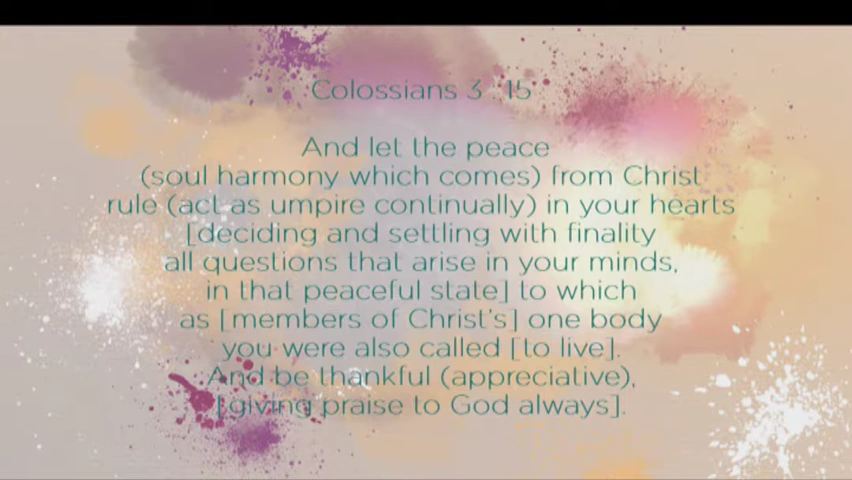 Colossians 3 : 15
And let the peace
(soul harmony which comes) from Christ
rule (act as umpire continually) in your hearts
[deciding and settling with finality
all questions that arise in your minds,
in that peaceful state] to which
as [members of Christ's] one body
you were also called [to live].
And be thankful (appreciative),
[giving praise to God always].